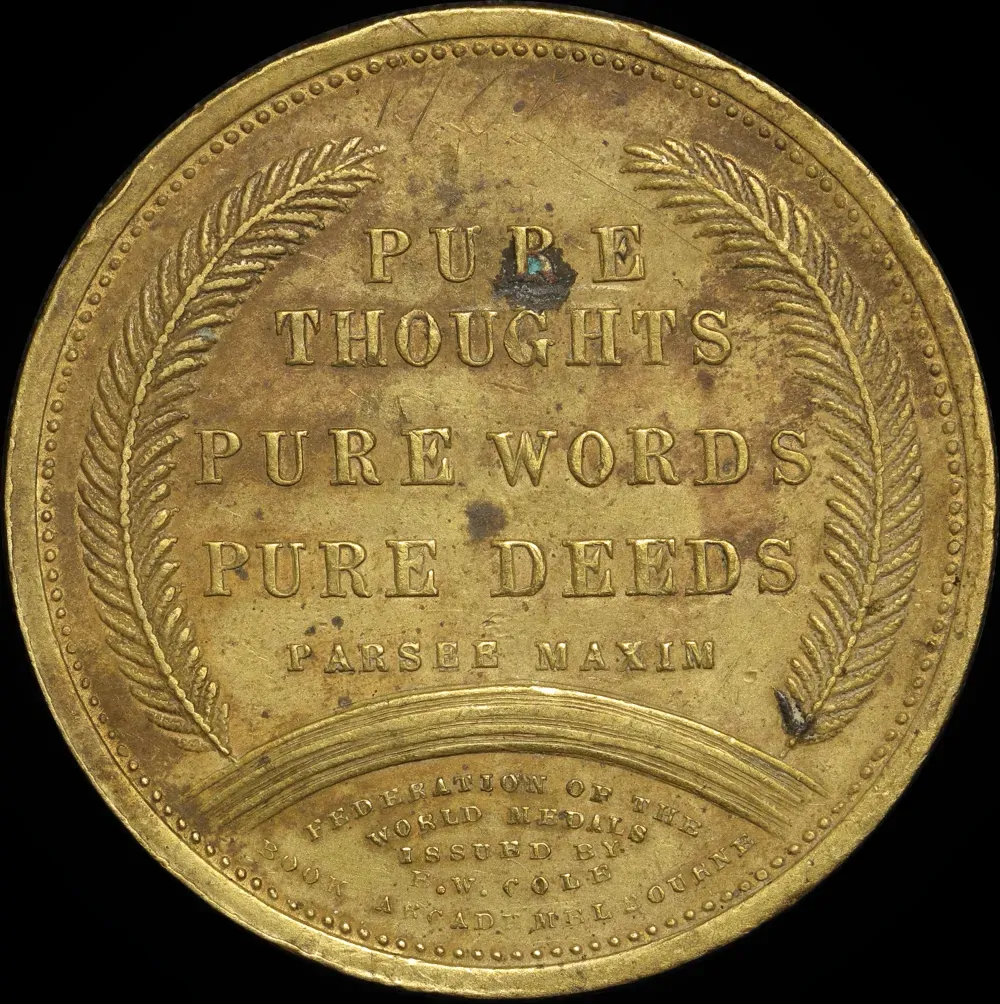 PURE
THOUGHTS
PURE WORDS
PURE DEEDS
PARSEE MAXIM
FEDERATION OF THE
WORLD MEDALS
ISSUED BY
E.W. COLE
BOOK ARCADE MELBOURNE